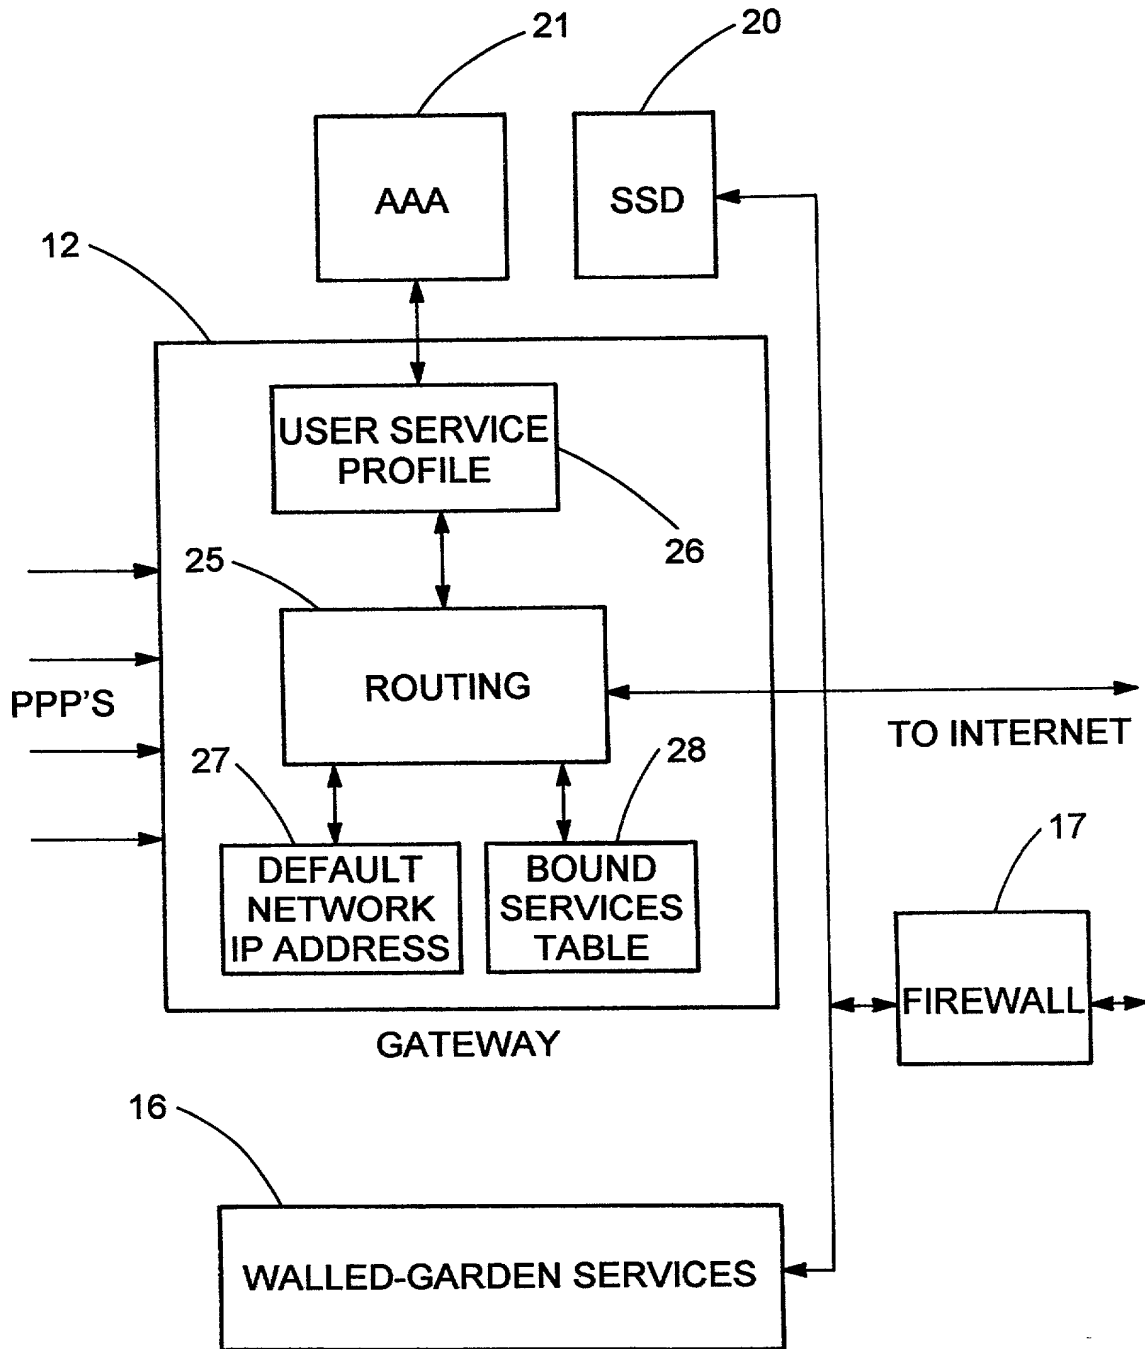 21
20
AAA
SSD
12
USER SERVICE
PROFILE
26
25
ROUTING
PPP'S
TO INTERNET
27
28
17
DEFAULT
NETWORK
IP ADDRESS
BOUND
SERVICES
TABLE
FIREWALL
GATEWAY
16
WALLED-GARDEN SERVICES